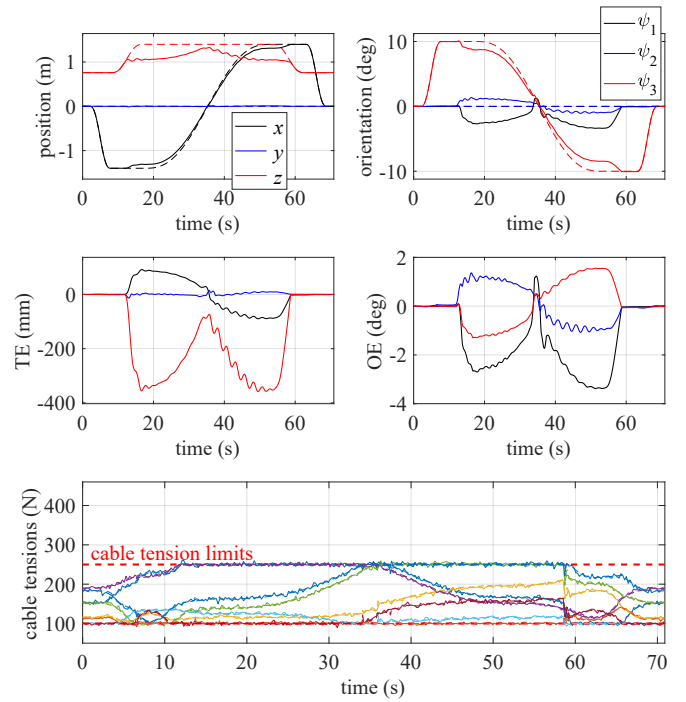 1
0
-1
position (m)
0 20 40 60
time (s)
x
y
z
10
0
-10
orientation (deg)
0 20 40 60
time (s)
ψ1
ψ2
ψ3
0
-200
-400
TE (mm)
0 20 40 60
time (s)
2
0
-2
-4
OE (deg)
0 20 40 60
time (s)
400
300
200
100
cable tensions (N)
cable tension limits
0 10 20 30 40 50 60 70
time (s)